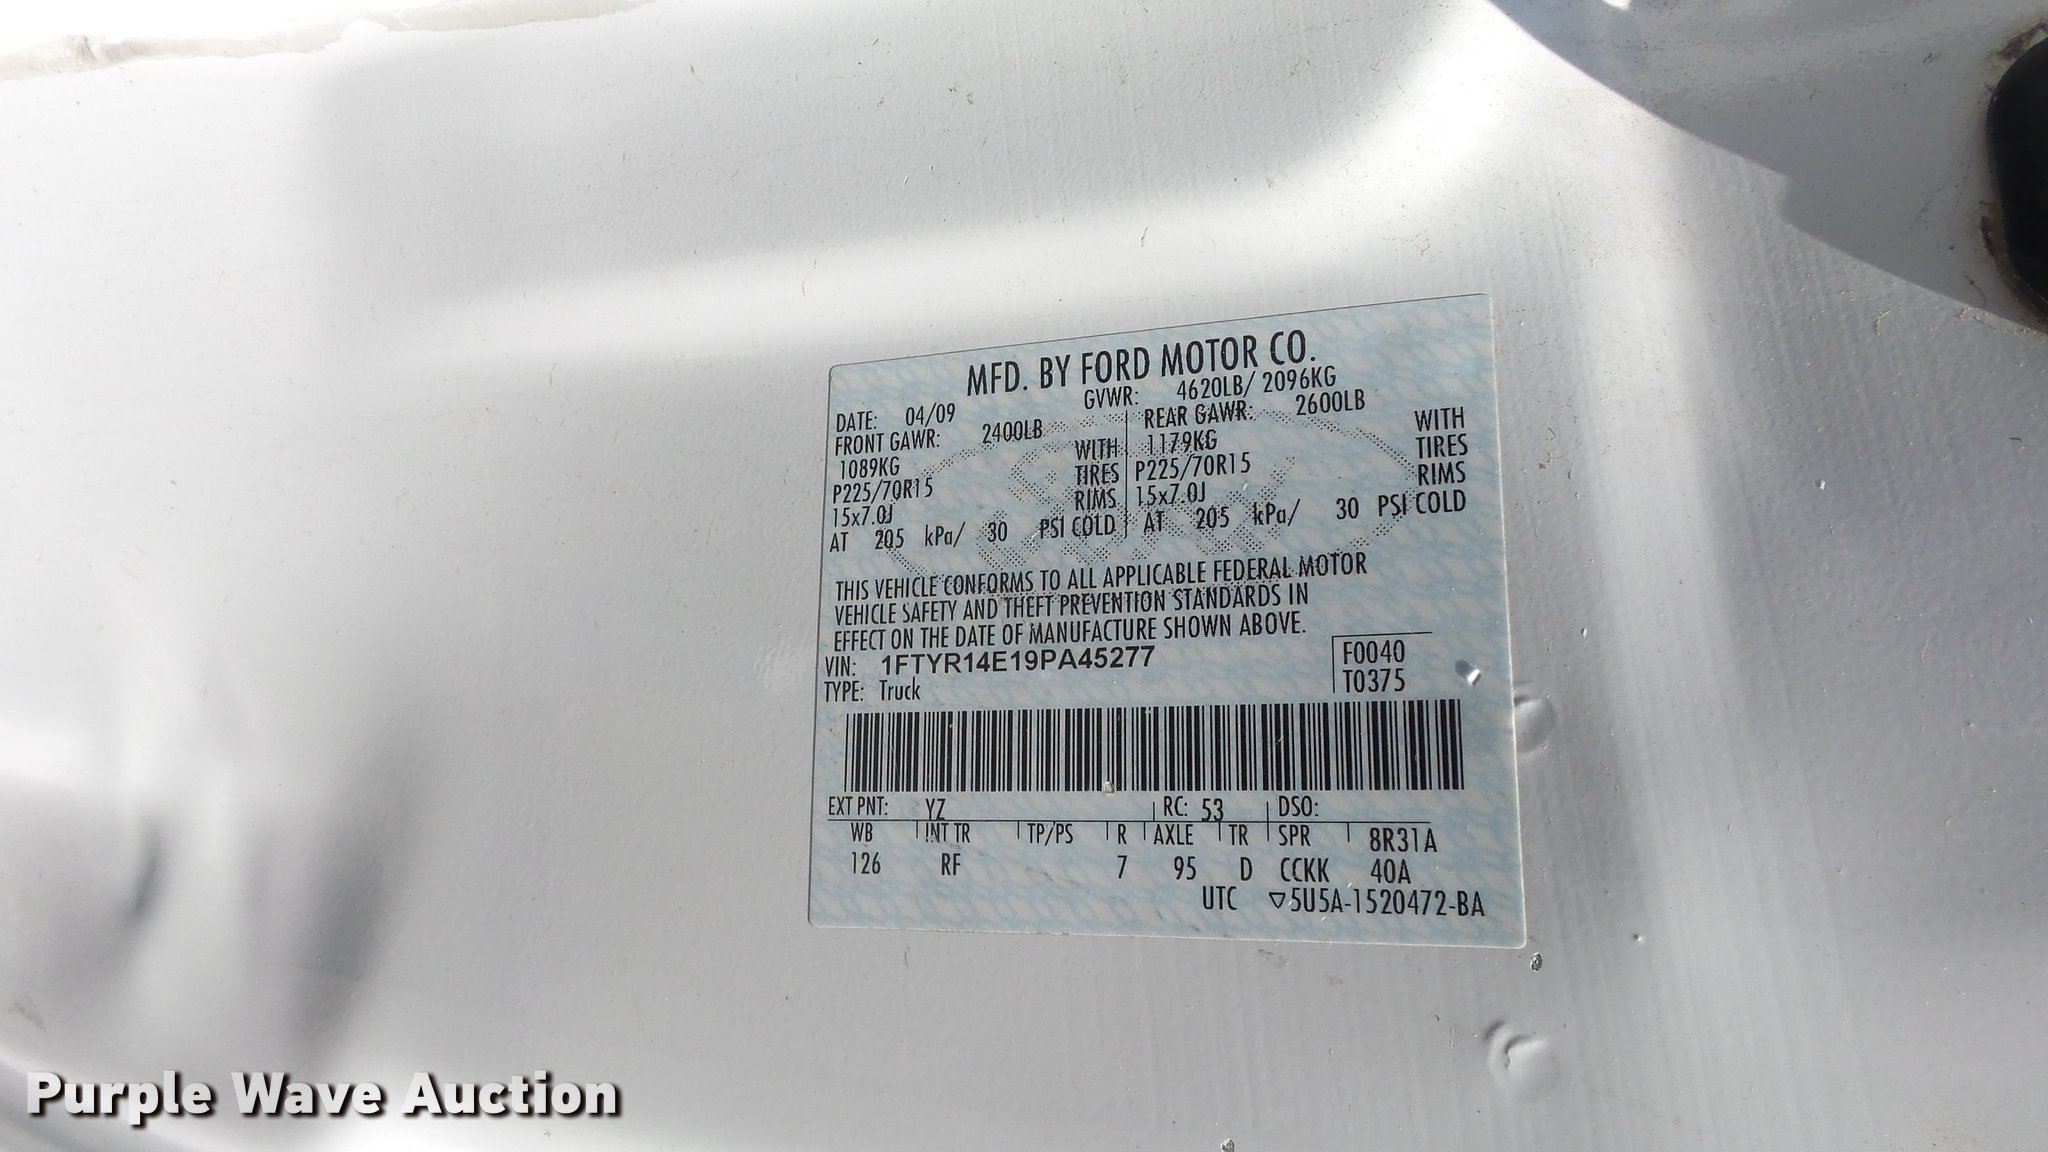 MFD. BY FORD MOTOR CO.
DATE: 04/09 GVWR: 4620LB/ 2096KG
FRONT GAWR: 2400LB REAR GAWR: 2600LB
1089KG WITH 1179KG WITH
P225/70R15 TIRES P225/70R15 TIRES
15x7.0J RIMS 15x7.0J RIMS
AT 205 kPa/ 30 PSI COLD AT 205 kPa/ 30 PSI COLD
THIS VEHICLE CONFORMS TO ALL APPLICABLE FEDERAL MOTOR
VEHICLE SAFETY AND THEFT PREVENTION STANDARDS IN
EFFECT ON THE DATE OF MANUFACTURE SHOWN ABOVE.
VIN: 1FTYR14E19PA45277 F0040
TYPE: Truck T0375
EXT PNT: YZ RC: 53 DSO:
WB INT TR TP/PS R AXLE TR SPR 8R31A
126 RF 7 95 D CCKK 40A
UTC ▽5U5A-1520472-BA
Purple Wave Auction